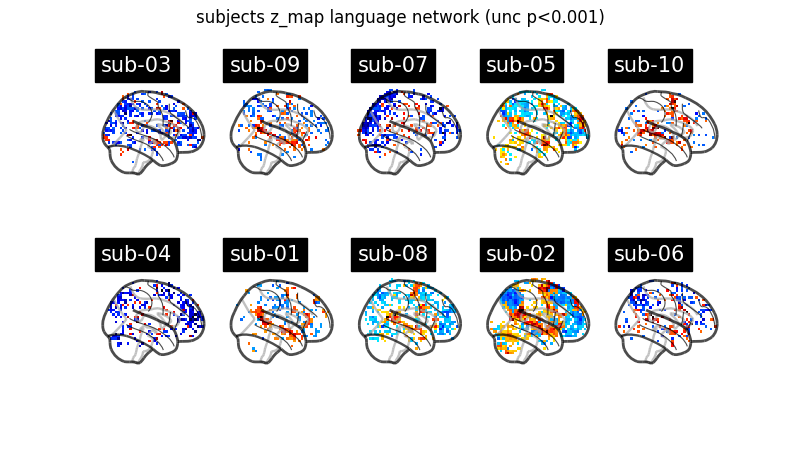 subjects z_map language network (unc p<0.001)
sub-03
sub-09
sub-07
sub-05
sub-10
sub-04
sub-01
sub-08
sub-02
sub-06